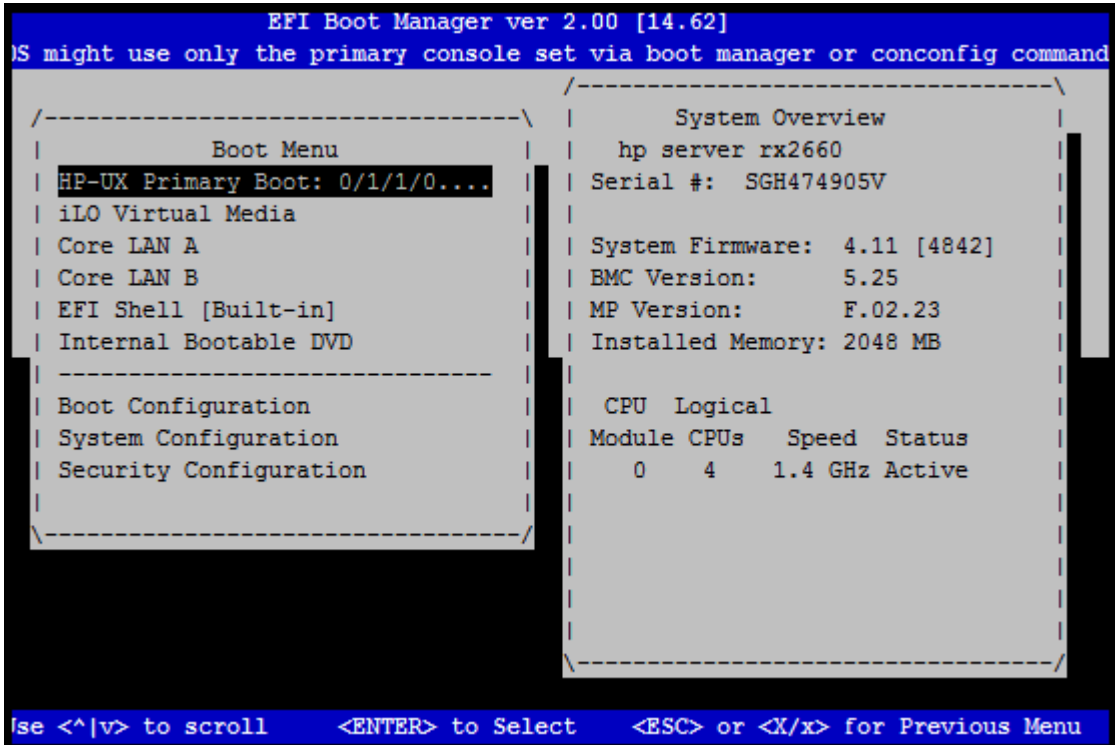 EFI Boot Manager ver 2.00 [14.62]
OS might use only the primary console set via boot manager or conconfig command
Boot Menu
HP-UX Primary Boot: 0/1/1/0....
iLO Virtual Media
Core LAN A
Core LAN B
EFI Shell [Built-in]
Internal Bootable DVD
--------------------------------
Boot Configuration
System Configuration
Security Configuration
System Overview
hp server rx2660
Serial #: SGH474905V
System Firmware: 4.11 [4842]
BMC Version: 5.25
MP Version: F.02.23
Installed Memory: 2048 MB
CPU Logical
Module CPUs Speed Status
0 4 1.4 GHz Active
Use <^|v> to scroll <ENTER> to Select <ESC> or <X/x> for Previous Menu